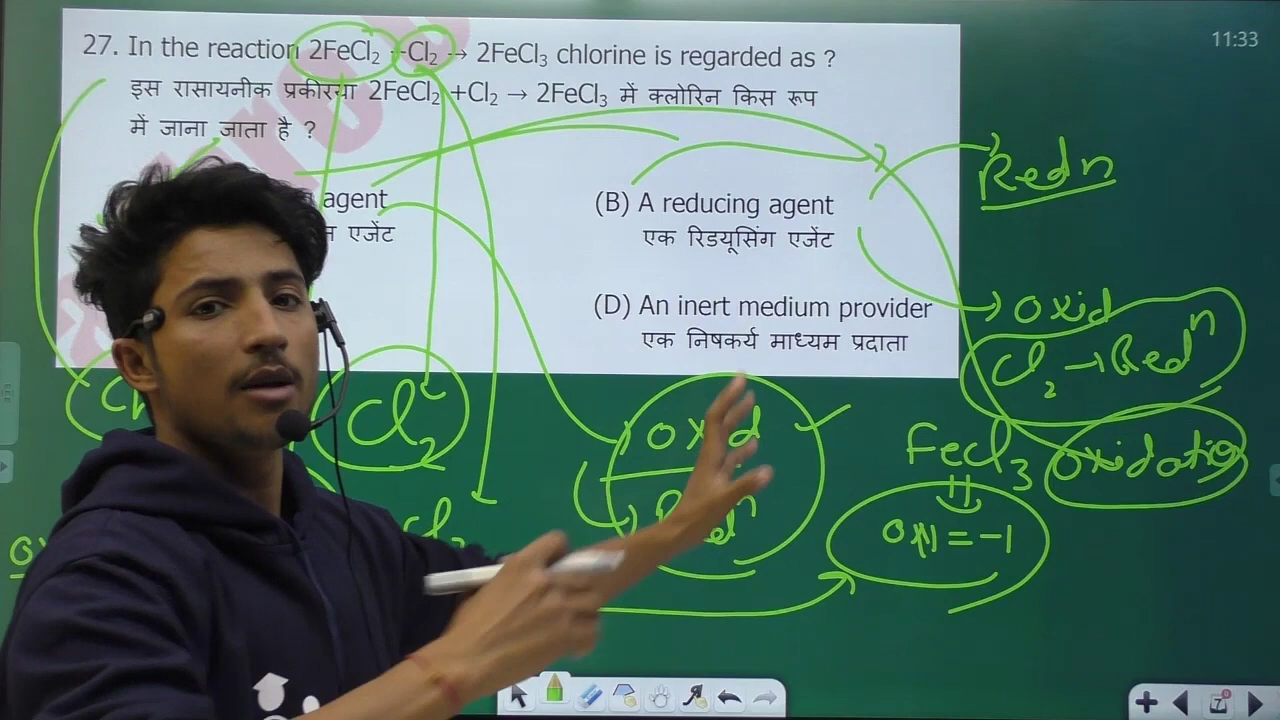 11:33
27. In the reaction 2FeCl₂ +Cl₂ → 2FeCl₃ chlorine is regarded as ?
इस रासायनीक प्रकीरया 2FeCl₂ +Cl₂ → 2FeCl₃ में क्लोरिन किस रूप
में जाना जाता है ?
agent
एजेंट
(B) A reducing agent
एक रिडयूसिंग एजेंट
(D) An inert medium provider
एक निषकर्य माध्यम प्रदाता
Redn
→ oxid
Cl₂ → Redⁿ
Cl₂
oxid
FeCl₃
oxidation
= -1